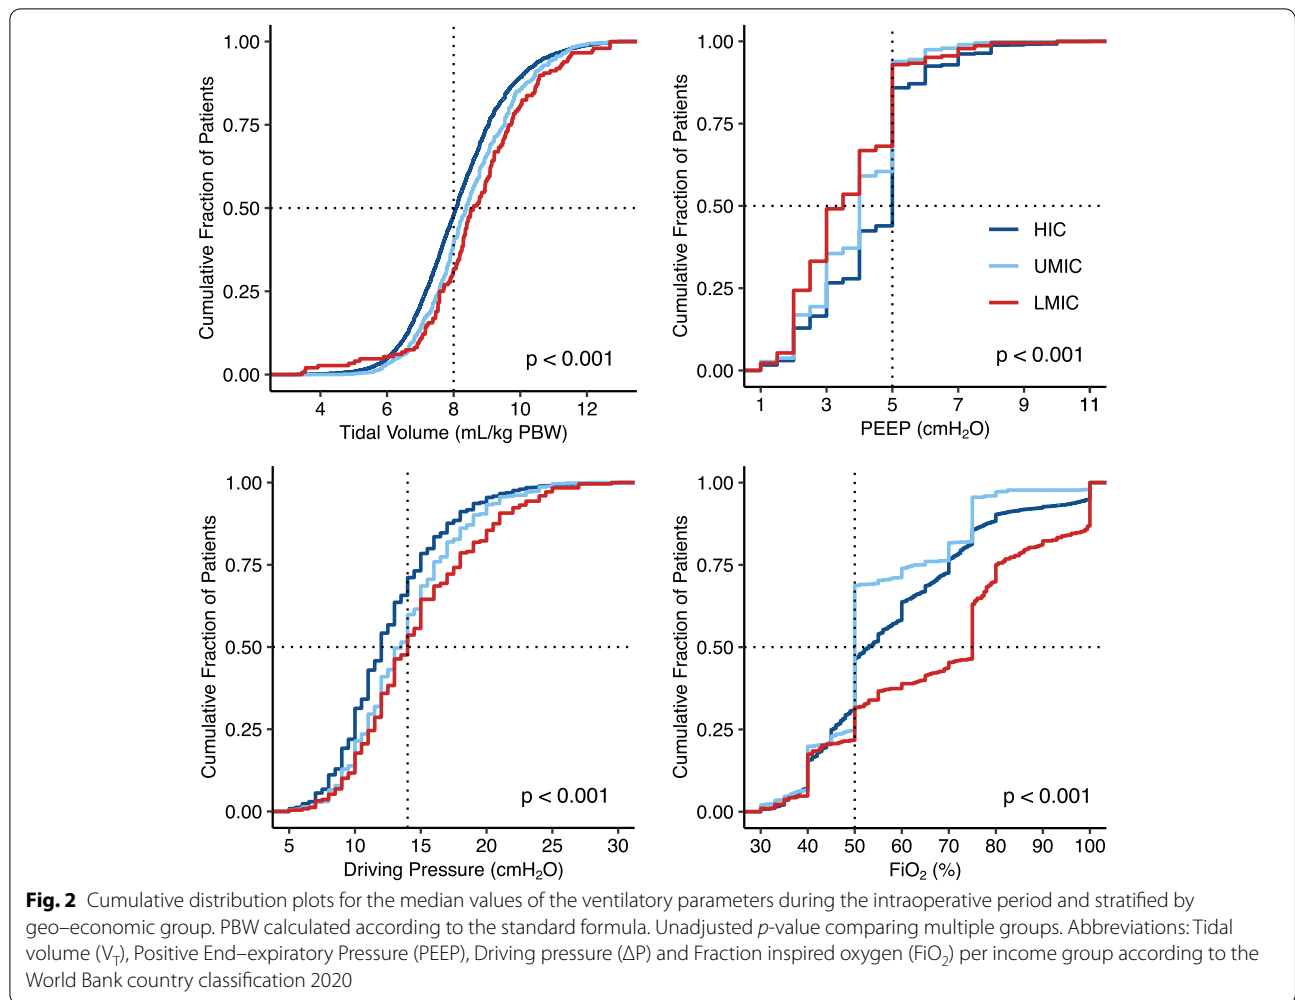 Cumulative Fraction of Patients
1.00
0.75
0.50
0.25
0.00
p < 0.001
4 6 8 10 12
Tidal Volume (mL/kg PBW)
Cumulative Fraction of Patients
1.00
0.75
0.50
0.25
0.00
HIC
UMIC
LMIC
p < 0.001
1 3 5 7 9 11
PEEP (cmH₂O)
Cumulative Fraction of Patients
1.00
0.75
0.50
0.25
0.00
p < 0.001
5 10 15 20 25 30
Driving Pressure (cmH₂O)
Cumulative Fraction of Patients
1.00
0.75
0.50
0.25
0.00
p < 0.001
30 40 50 60 70 80 90 100
FiO₂ (%)
Fig. 2 Cumulative distribution plots for the median values of the ventilatory parameters during the intraoperative period and stratified by
geo–economic group. PBW calculated according to the standard formula. Unadjusted p-value comparing multiple groups. Abbreviations: Tidal
volume (V_T), Positive End–expiratory Pressure (PEEP), Driving pressure (ΔP) and Fraction inspired oxygen (FiO₂) per income group according to the
World Bank country classification 2020